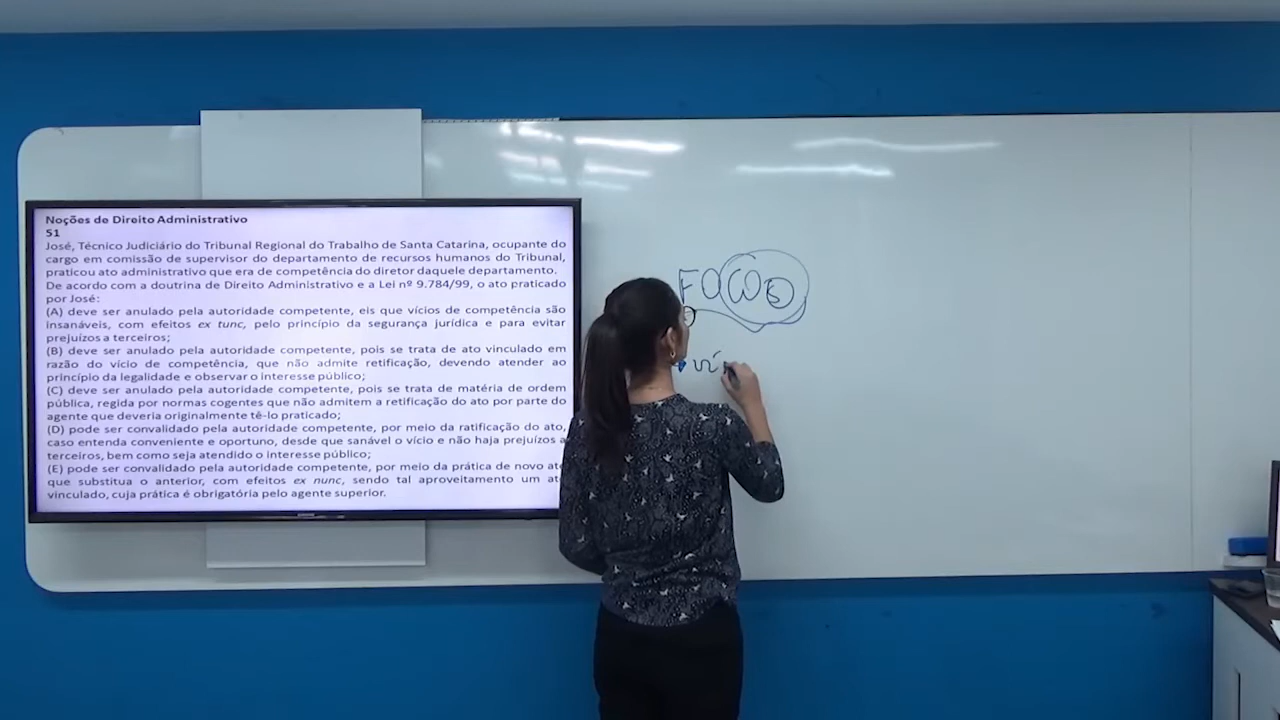 Noções de Direito Administrativo
51
José, Técnico Judiciário do Tribunal Regional do Trabalho de Santa Catarina, ocupante do
cargo em comissão de supervisor do departamento de recursos humanos do Tribunal,
praticou ato administrativo que era de competência do diretor daquele departamento.
De acordo com a doutrina de Direito Administrativo e a Lei nº 9.784/99, o ato praticado
por José:
(A) deve ser anulado pela autoridade competente, eis que vícios de competência são
insanáveis, com efeitos ex tunc, pelo princípio da segurança jurídica e para evitar
prejuízos a terceiros;
(B) deve ser anulado pela autoridade competente, pois se trata de ato vinculado em
razão do vício de competência, que não admite retificação, devendo atender ao
princípio da legalidade e observar o interesse público;
(C) deve ser anulado pela autoridade competente, pois se trata de matéria de ordem
pública, regida por normas cogentes que não admitem a retificação do ato por parte do
agente que deveria originalmente tê-lo praticado;
(D) pode ser convalidado pela autoridade competente, por meio da ratificação do ato,
caso entenda conveniente e oportuno, desde que sanável o vício e não haja prejuízos a
terceiros, bem como seja atendido o interesse público;
(E) pode ser convalidado pela autoridade competente, por meio da prática de novo ato
que substitua o anterior, com efeitos ex nunc, sendo tal aproveitamento um ato
vinculado, cuja prática é obrigatória pelo agente superior.
ví